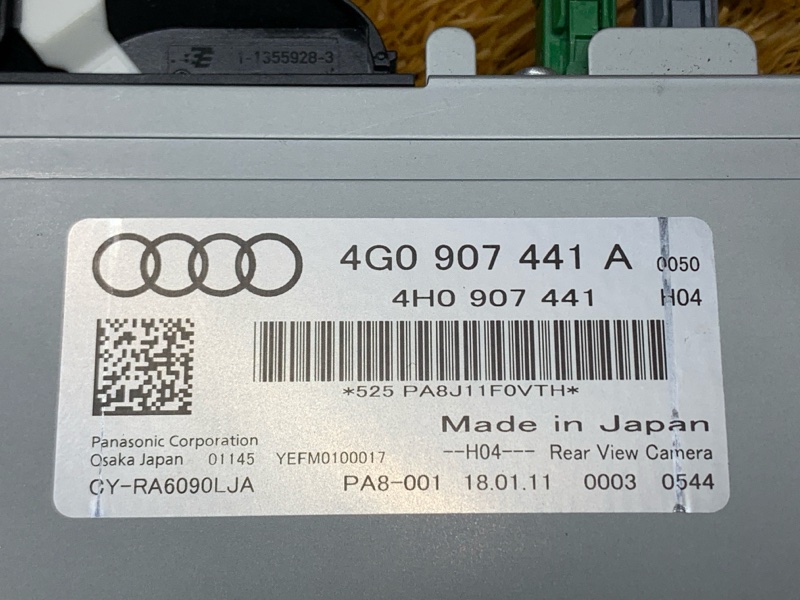 1-1355928-3
4G0 907 441 A 0050
4H0 907 441 H04
*525 PA8J11F0VTH*
Made in Japan
Panasonic Corporation
Osaka Japan 01145 YEFM0100017 --H04--- Rear View Camera
CY-RA6090LJA PA8-001 18.01.11 0003 0544